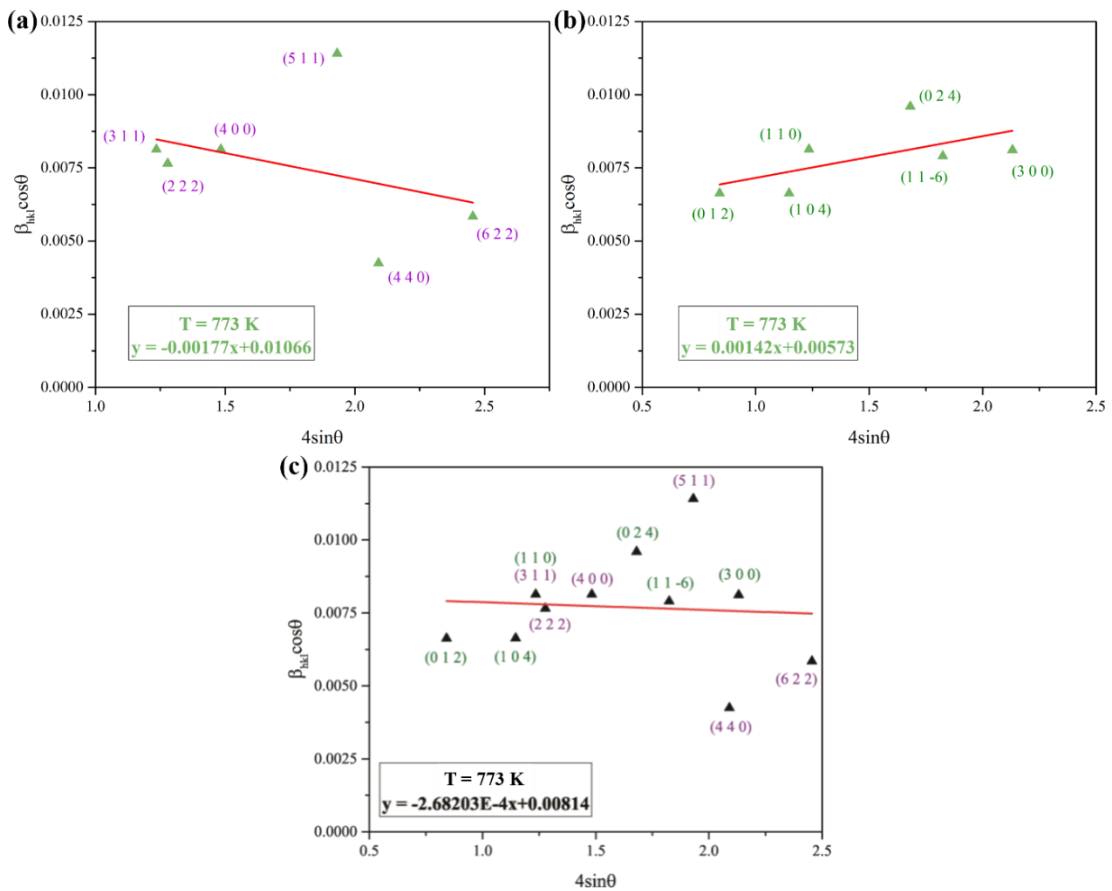 (a)
0.0125
0.0100
0.0075
0.0050
0.0025
0.0000
β hkl cosθ
(5 1 1)
(3 1 1)
(4 0 0)
(2 2 2)
(6 2 2)
(4 4 0)
T = 773 K
y = -0.00177x+0.01066
1.0 1.5 2.0 2.5
4sinθ
(b)
0.0125
0.0100
0.0075
0.0050
0.0025
0.0000
β hkl cosθ
(0 2 4)
(1 1 0)
(1 1 -6)
(3 0 0)
(0 1 2)
(1 0 4)
T = 773 K
y = 0.00142x+0.00573
0.5 1.0 1.5 2.0 2.5
4sinθ
(c)
0.0125
0.0100
0.0075
0.0050
0.0025
0.0000
β hkl cosθ
(5 1 1)
(0 2 4)
(1 1 0)
(3 1 1)
(4 0 0)
(1 1 -6)
(3 0 0)
(2 2 2)
(0 1 2)
(1 0 4)
(6 2 2)
(4 4 0)
T = 773 K
y = -2.68203E-4x+0.00814
0.5 1.0 1.5 2.0 2.5
4sinθ